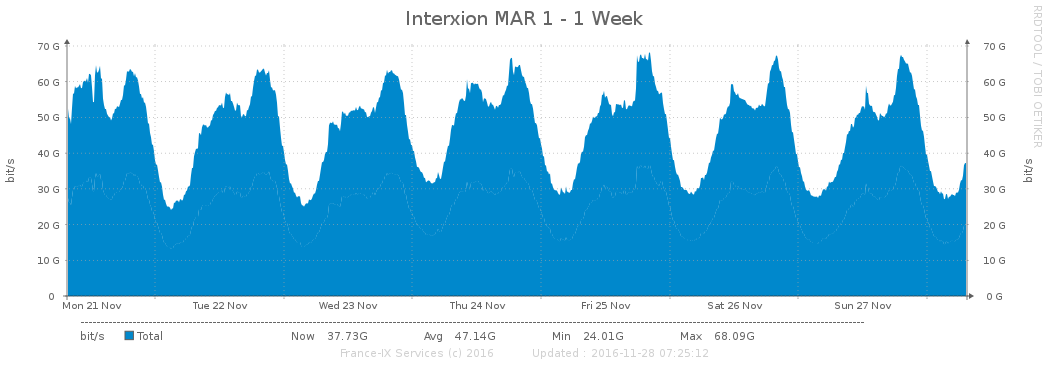 Interxion MAR 1 - 1 Week
RRDTOOL / TOBI OETIKER
bit/s
70 G
60 G
50 G
40 G
30 G
20 G
10 G
0
70 G
60 G
50 G
40 G
30 G
20 G
10 G
0 G
bit/s
Mon 21 Nov Tue 22 Nov Wed 23 Nov Thu 24 Nov Fri 25 Nov Sat 26 Nov Sun 27 Nov
bit/s Total Now 37.73G Avg 47.14G Min 24.01G Max 68.09G
France-IX Services (c) 2016 Updated : 2016-11-28 07:25:12